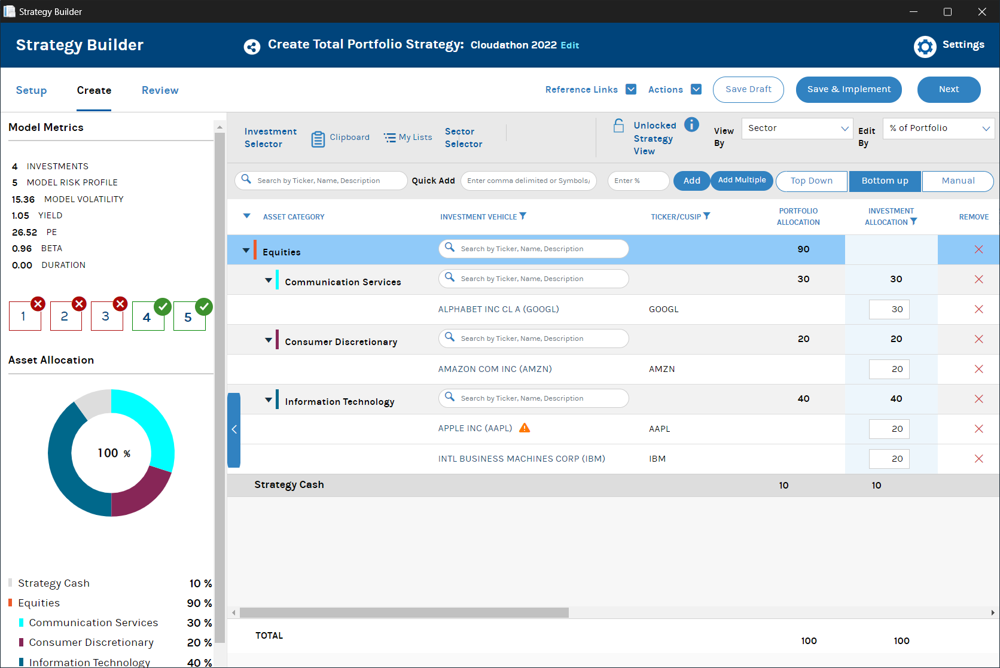 Strategy Builder
Strategy Builder
Create Total Portfolio Strategy: Cloudathon 2022 Edit
Settings
Setup
Create
Review
Reference Links
Actions
Save Draft
Save & Implement
Next
Model Metrics
4 INVESTMENTS
5 MODEL RISK PROFILE
15.36 MODEL VOLATILITY
1.05 YIELD
26.52 PE
0.96 BETA
0.00 DURATION
1
2
3
4
5
Asset Allocation
100 %
Strategy Cash 10 %
Equities 90 %
Communication Services 30 %
Consumer Discretionary 20 %
Information Technology 40 %
Investment
Selector
Clipboard
My Lists
Sector
Selector
Unlocked
Strategy
View
View
By
Sector
Edit
By
% of Portfolio
Search by Ticker, Name, Description
Quick Add
Enter comma delimited or Symbols/
Enter %
Add
Add Multiple
Top Down
Bottom up
Manual
ASSET CATEGORY
INVESTMENT VEHICLE
TICKER/CUSIP
PORTFOLIO
ALLOCATION
INVESTMENT
ALLOCATION
REMOVE
Equities Search by Ticker, Name, Description 90
Communication Services Search by Ticker, Name, Description 30 30
ALPHABET INC CL A (GOOGL) GOOGL 30
Consumer Discretionary Search by Ticker, Name, Description 20 20
AMAZON COM INC (AMZN) AMZN 20
Information Technology Search by Ticker, Name, Description 40 40
APPLE INC (AAPL) AAPL 20
INTL BUSINESS MACHINES CORP (IBM) IBM 20
Strategy Cash 10 10
TOTAL 100 100